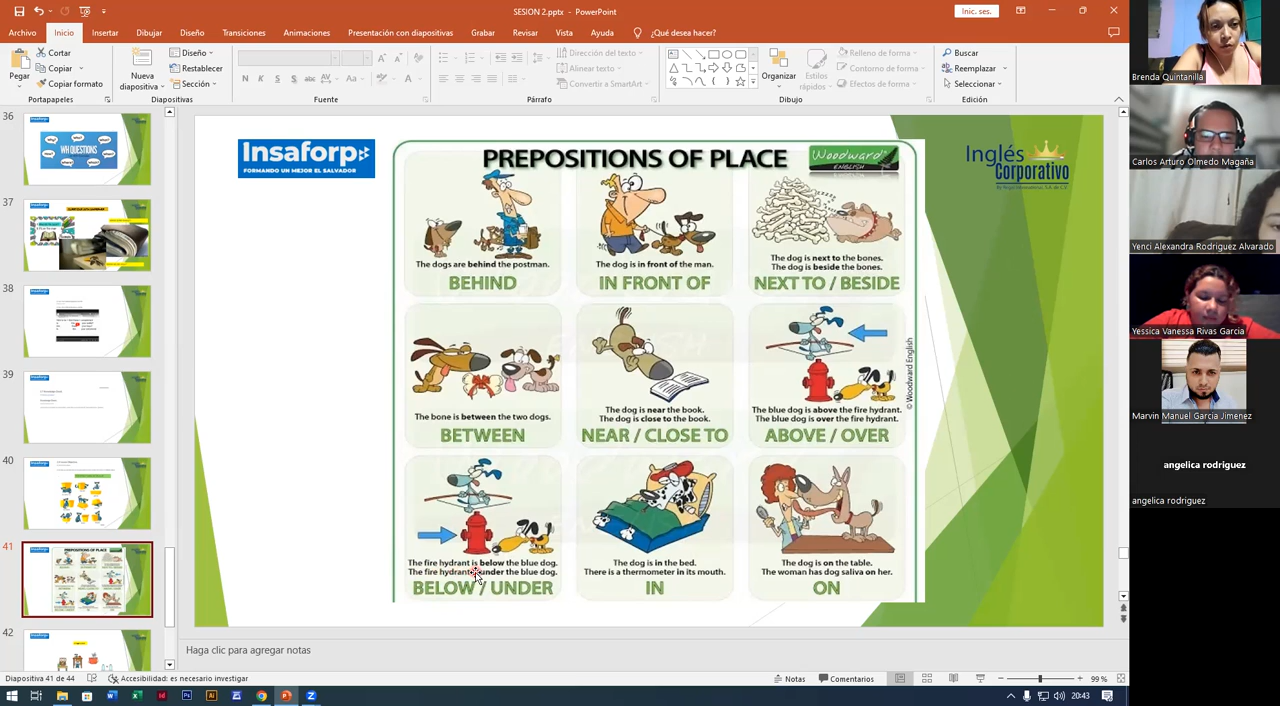 SESION 2.pptx – PowerPoint
Inic. ses.
Archivo Inicio Insertar Dibujar Diseño Transiciones Animaciones Presentación con diapositivas Grabar Revisar Vista Ayuda ¿Qué desea hacer?
Pegar
Cortar
Copiar
Copiar formato
Portapapeles
Nueva
diapositiva
Diseño
Restablecer
Sección
Diapositivas
N K S S abc AV Aa A
Fuente
Dirección del texto
Alinear texto
Convertir a SmartArt
Párrafo
Organizar
Estilos
rápidos
Relleno de forma
Contorno de forma
Efectos de forma
Dibujo
Buscar
Reemplazar
Seleccionar
Edición
36
WH QUESTIONS
37
38
39
40
41
PREPOSITIONS OF PLACE
42
Insaforp
FORMANDO UN MEJOR EL SALVADOR
PREPOSITIONS OF PLACE
Woodward
ENGLISH
Inglés
Corporativo
The dogs are behind the postman.
BEHIND
The dog is in front of the man.
IN FRONT OF
The dog is next to the bones.
The dog is beside the bones.
NEXT TO / BESIDE
The bone is between the two dogs.
BETWEEN
The dog is near the book.
The dog is close to the book.
NEAR / CLOSE TO
The blue dog is above the fire hydrant.
The blue dog is over the fire hydrant.
ABOVE / OVER
© Woodward English
The fire hydrant is below the blue dog.
The fire hydrant is under the blue dog.
BELOW / UNDER
The dog is in the bed.
There is a thermometer in its mouth.
IN
The dog is on the table.
The woman has dog saliva on her.
ON
Haga clic para agregar notas
Diapositiva 41 de 44
Accesibilidad: es necesario investigar
Notas
Comentarios
99 %
20:43
Brenda Quintanilla
Carlos Arturo Olmedo Magaña
Yenci Alexandra Rodriguez Alvarado
Yessica Vanessa Rivas Garcia
Marvin Manuel Garcia Jimenez
angelica rodriguez
angelica rodriguez